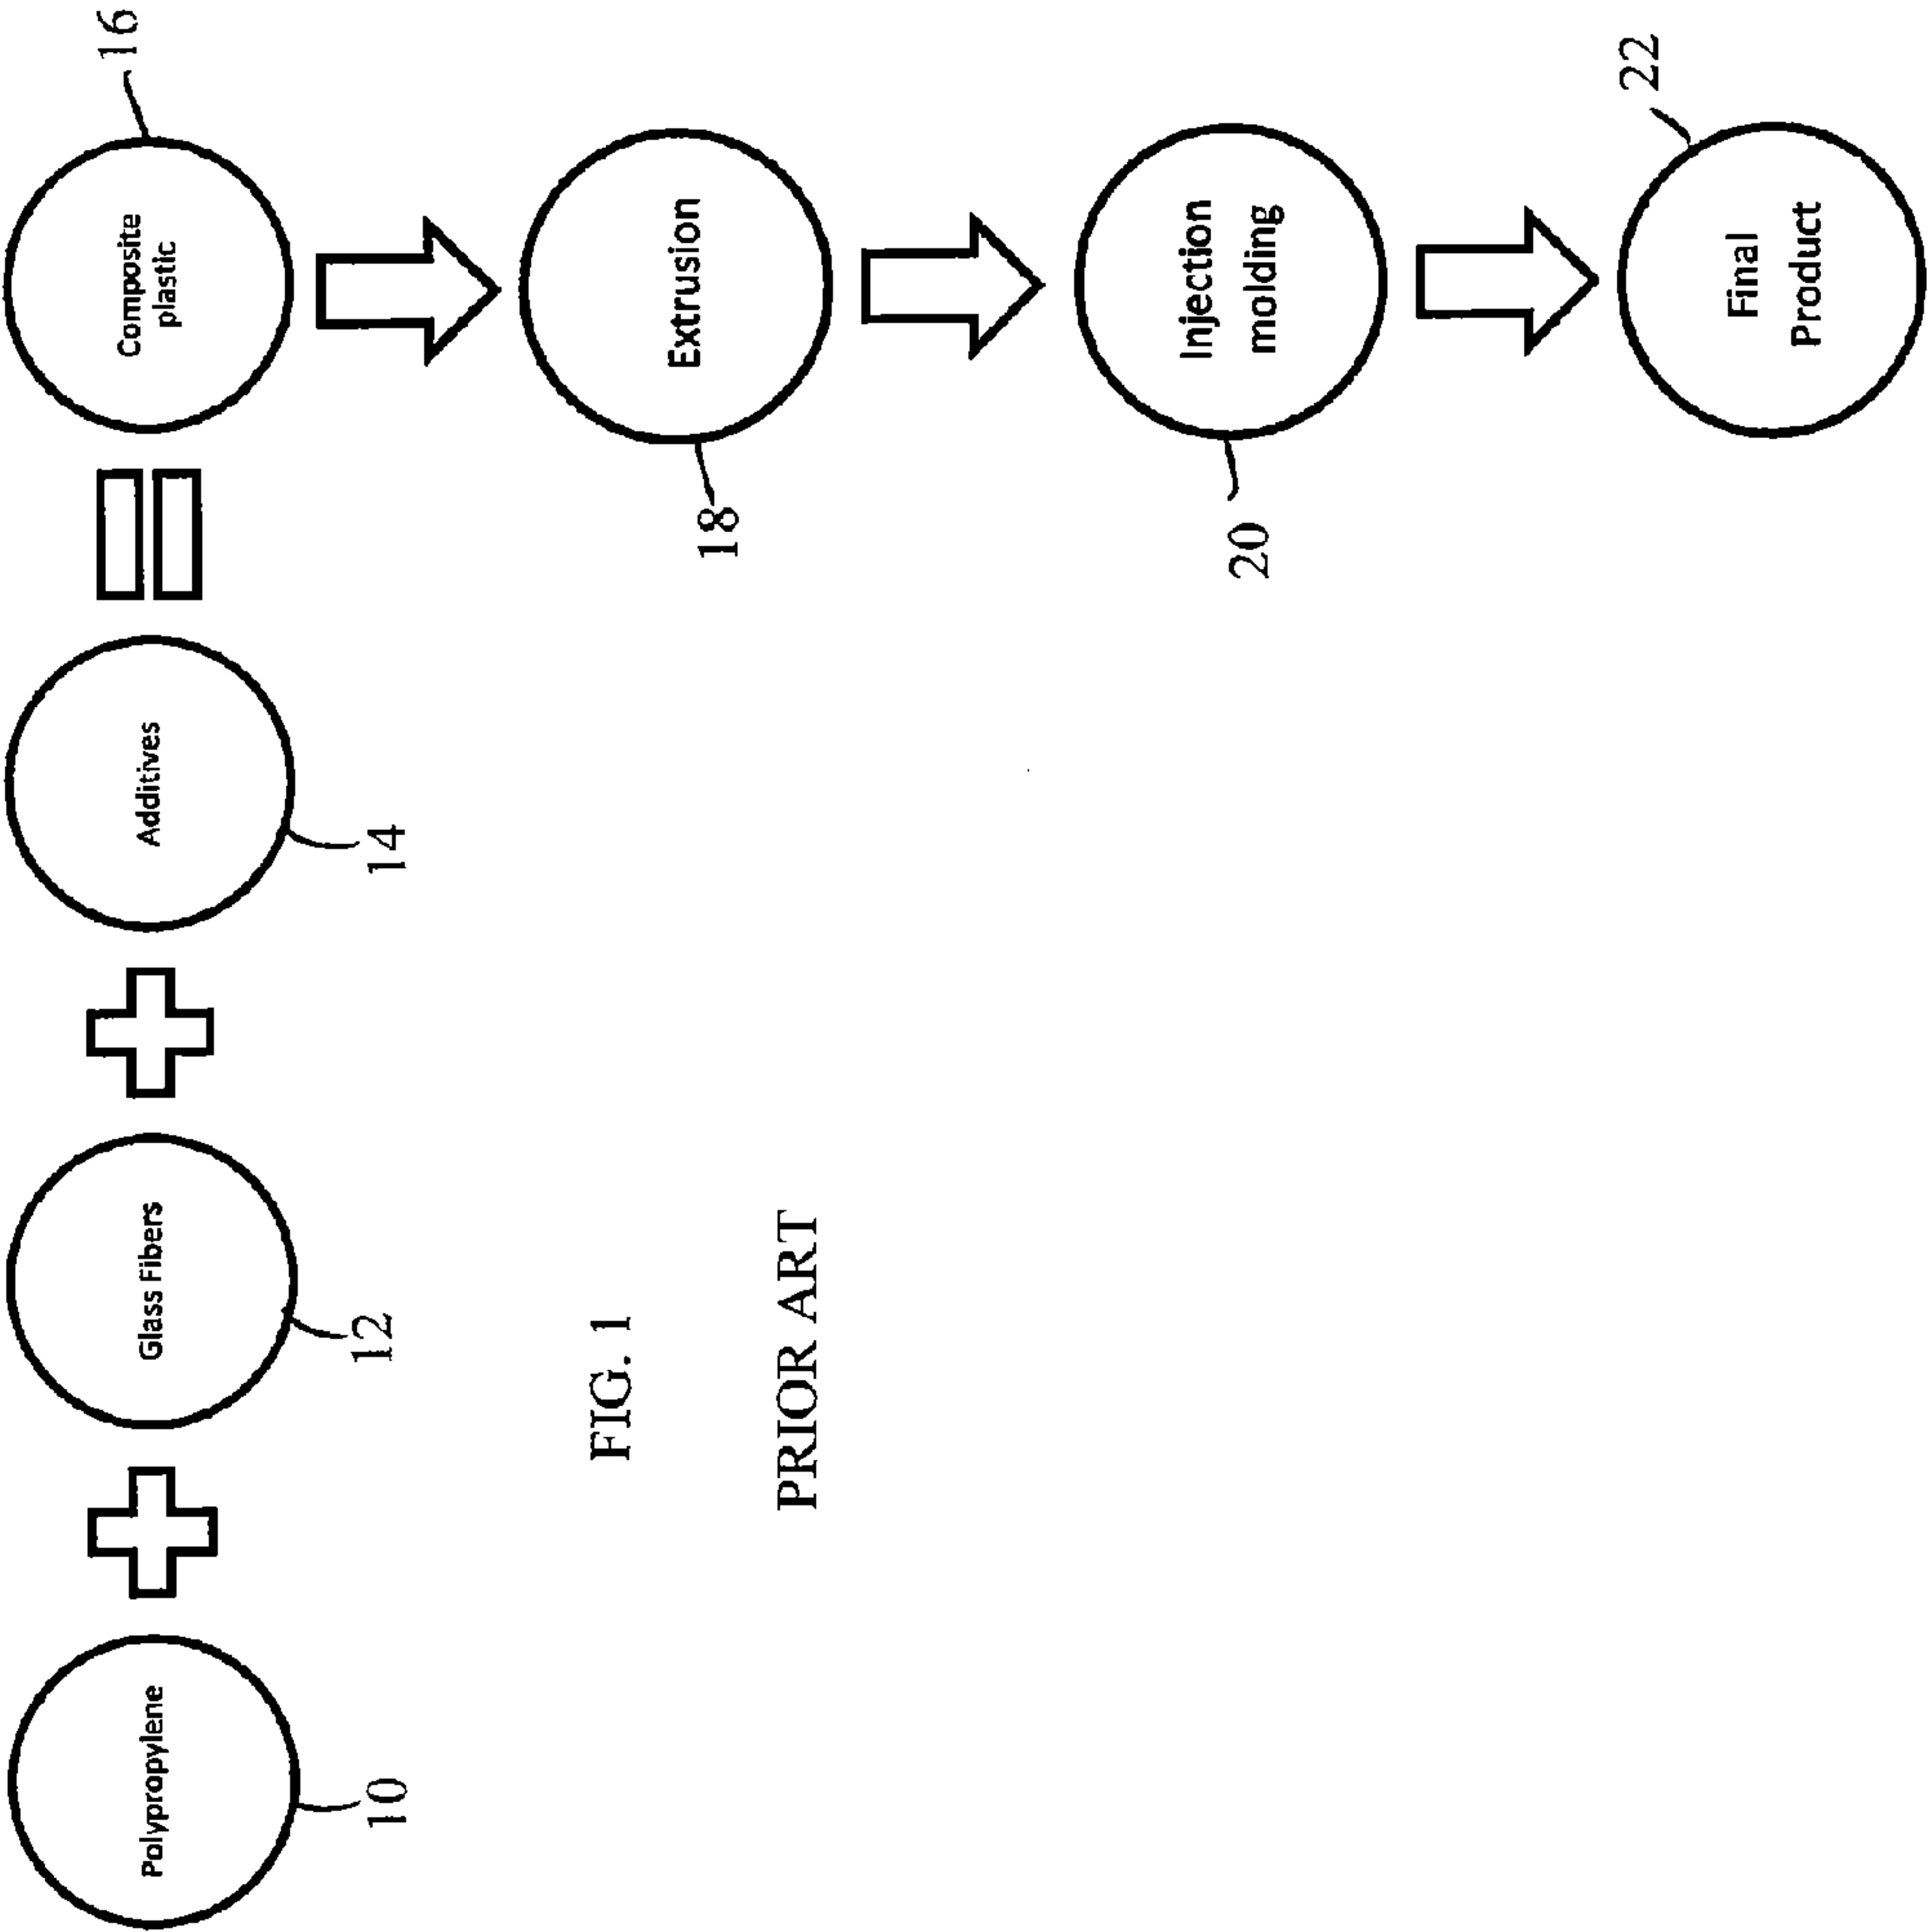 Polypropylene
10
Glass Fibers
12
Additives
14
Composite
plastic
16
Extrusion
18
Injection
molding
20
Final
Product
22
FIG. 1
PRIOR ART